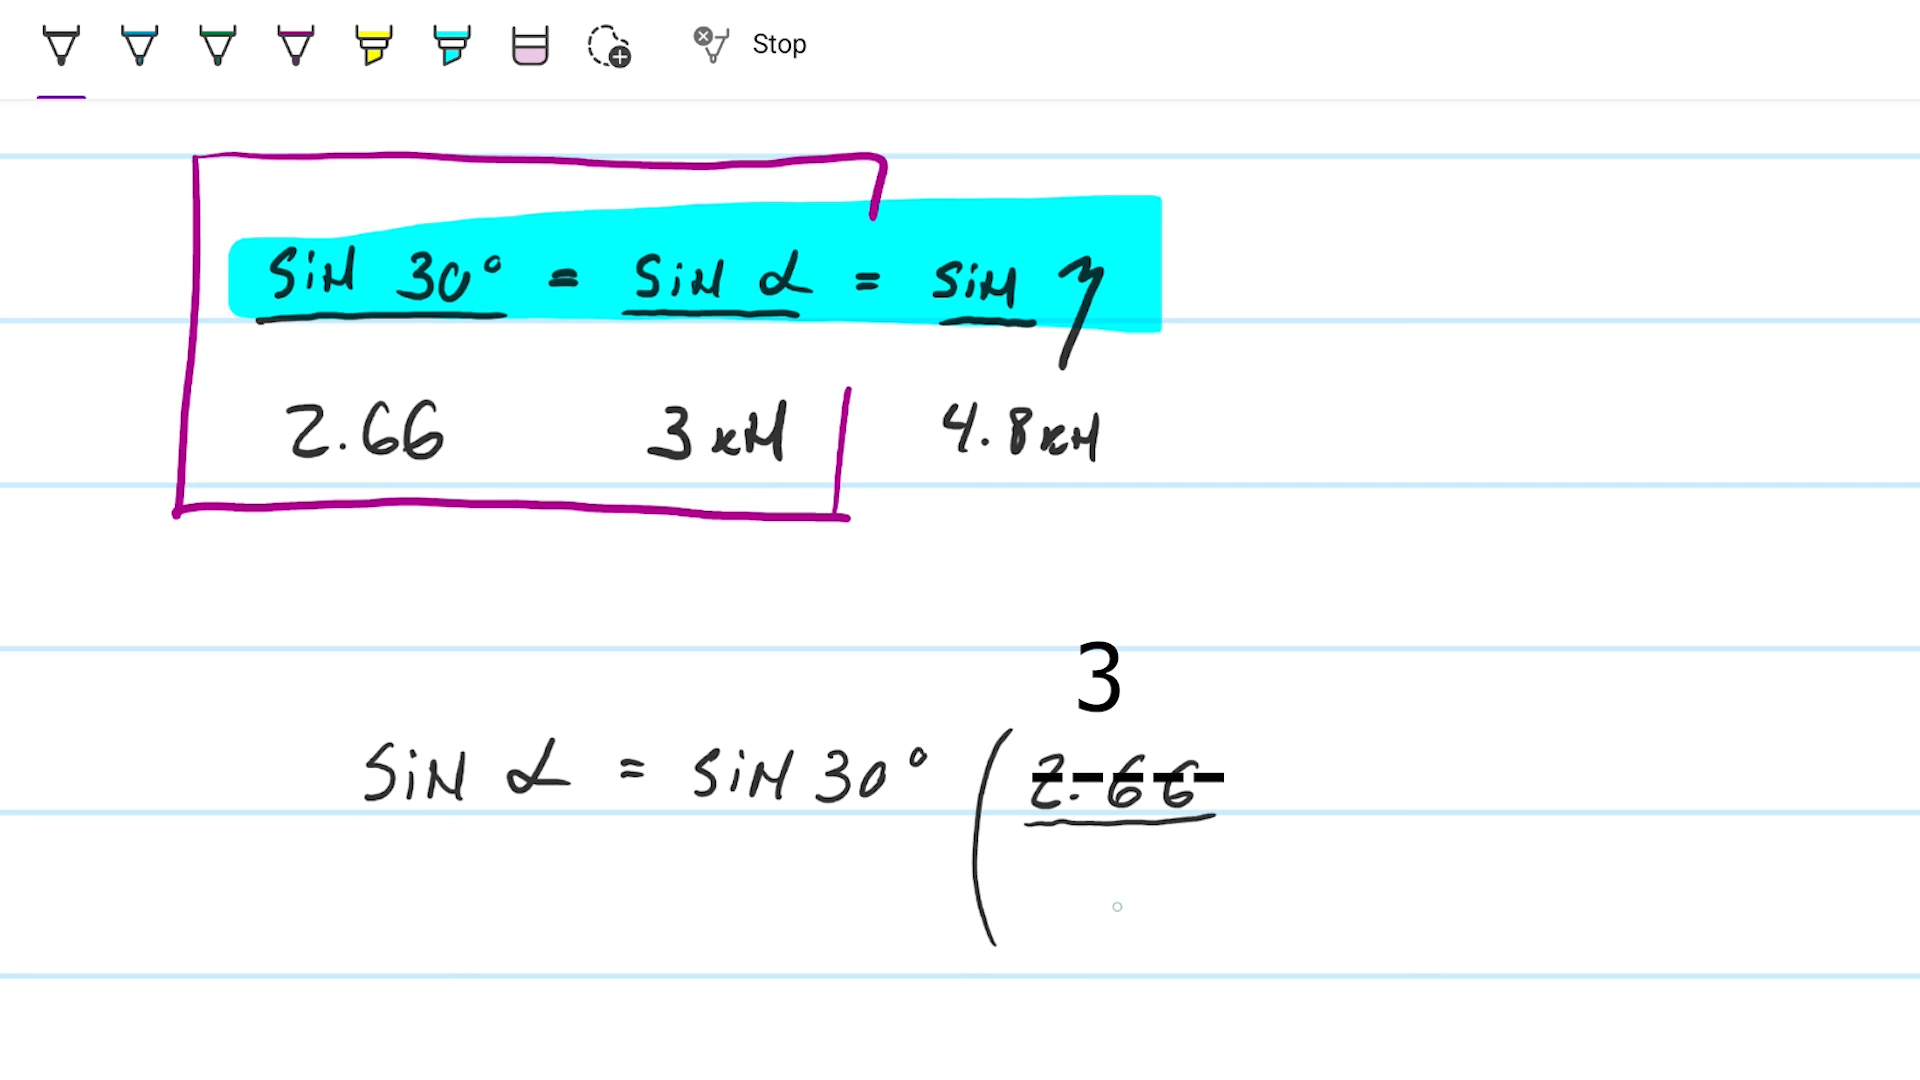 Stop
sin 30° = sin α = sin η
2.66 3 kN 4.8 kN
3
sin α = sin 30° ( 2.66